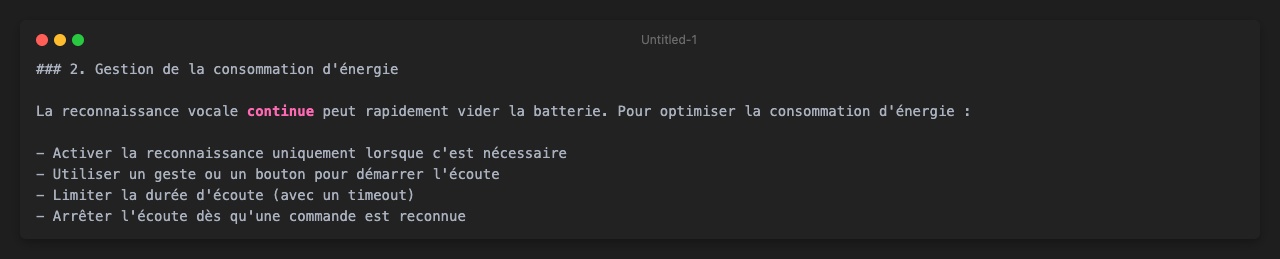 Untitled-1
### 2. Gestion de la consommation d'énergie
La reconnaissance vocale continue peut rapidement vider la batterie. Pour optimiser la consommation d'énergie :
- Activer la reconnaissance uniquement lorsque c'est nécessaire
- Utiliser un geste ou un bouton pour démarrer l'écoute
- Limiter la durée d'écoute (avec un timeout)
- Arrêter l'écoute dès qu'une commande est reconnue